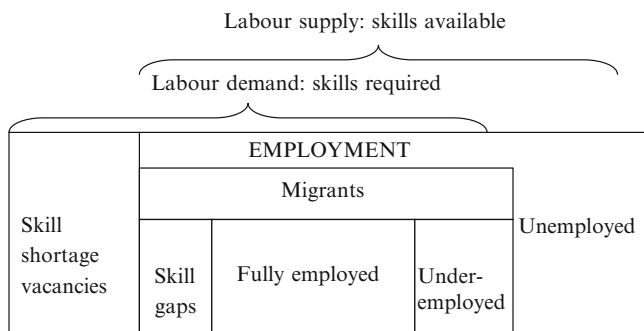 Labour supply: skills available
Labour demand: skills required
EMPLOYMENT
Migrants
Skill
shortage
vacancies
Skill
gaps
Fully employed
Under-
employed
Unemployed